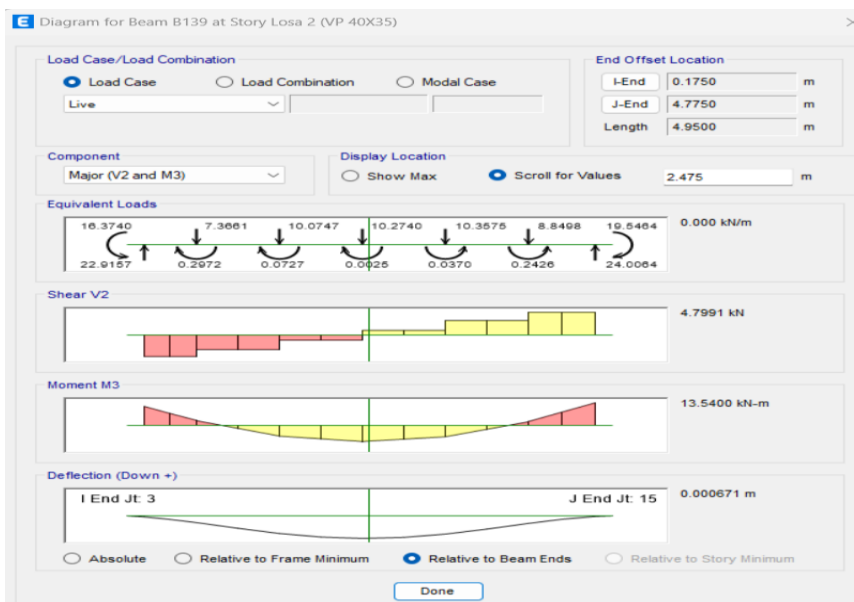 E Diagram for Beam B139 at Story Losa 2 (VP 40X35)
Load Case/Load Combination
Load Case Load Combination Modal Case
Live
End Offset Location
I-End 0.1750 m
J-End 4.7750 m
Length 4.9500 m
Component
Major (V2 and M3)
Display Location
Show Max Scroll for Values 2.475 m
Equivalent Loads
16.3740 7.3661 10.0747 10.2740 10.3575 8.8498 19.5464 0.000 kN/m
22.9157 0.2972 0.0727 0.0025 0.0370 0.2426 24.0064
Shear V2
4.7991 kN
Moment M3
13.5400 kN-m
Deflection (Down +)
I End Jt: 3 J End Jt: 15 0.000671 m
Absolute Relative to Frame Minimum Relative to Beam Ends Relative to Story Minimum
Done